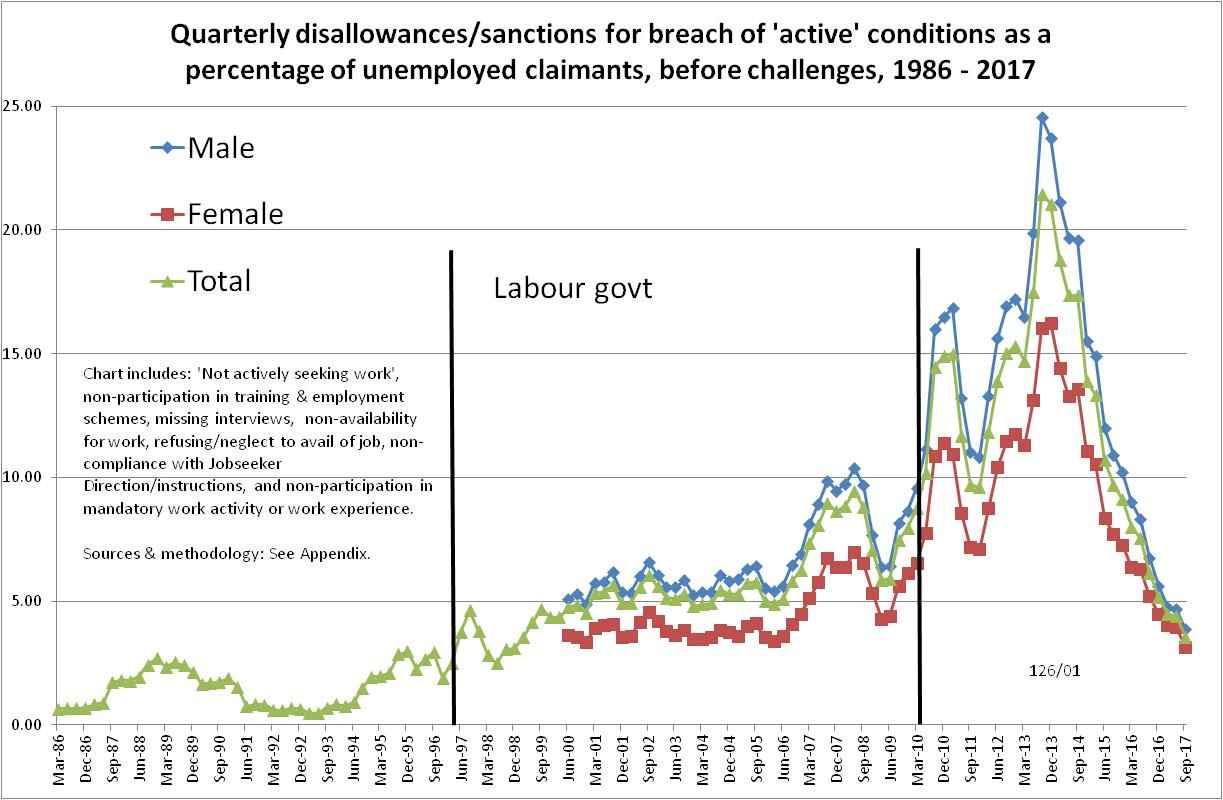 Quarterly disallowances/sanctions for breach of 'active' conditions as a
percentage of unemployed claimants, before challenges, 1986 - 2017
25.00
20.00
15.00
10.00
5.00
0.00
Male
Female
Total
Labour govt
Chart includes: 'Not actively seeking work',
non-participation in training & employment
schemes, missing interviews, non-availability
for work, refusing/neglect to avail of job, non-
compliance with Jobseeker
Direction/instructions, and non-participation in
mandatory work activity or work experience.
Sources & methodology: See Appendix.
126/01
Mar-86
Dec-86
Sep-87
Jun-88
Mar-89
Dec-89
Sep-90
Jun-91
Mar-92
Dec-92
Sep-93
Jun-94
Mar-95
Dec-95
Sep-96
Jun-97
Mar-98
Dec-98
Sep-99
Jun-00
Mar-01
Dec-01
Sep-02
Jun-03
Mar-04
Dec-04
Sep-05
Jun-06
Mar-07
Dec-07
Sep-08
Jun-09
Mar-10
Dec-10
Sep-11
Jun-12
Mar-13
Dec-13
Sep-14
Jun-15
Mar-16
Dec-16
Sep-17